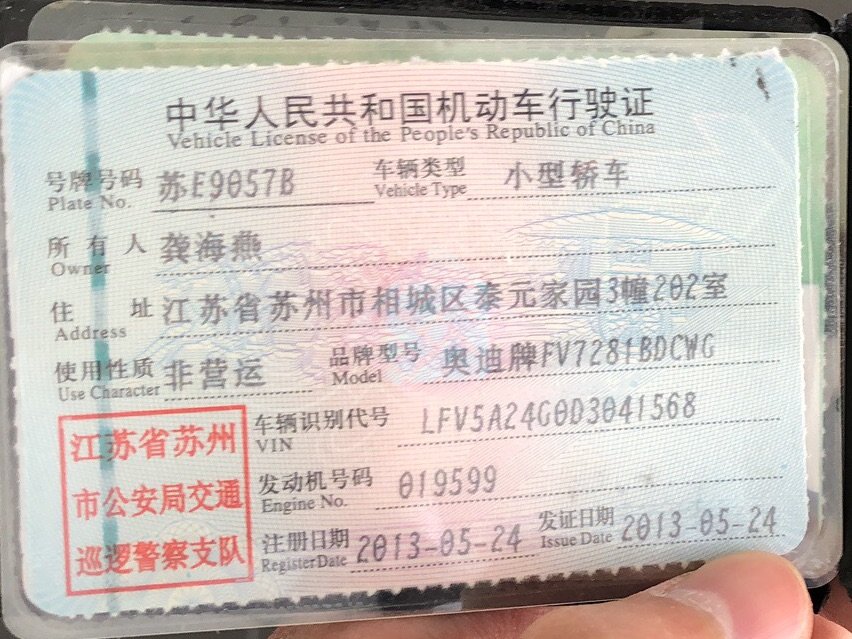 中华人民共和国机动车行驶证
Vehicle License of the People's Republic of China
号牌号码 苏E9057B 车辆类型 小型轿车
Plate No. Vehicle Type
所有人 龚海燕
Owner
住址 江苏省苏州市相城区泰元家园3幢202室
Address
使用性质 非营运 品牌型号 奥迪牌FV7281BDCWG
Use Character Model
江苏省苏州 车辆识别代号 LFV5A24G0D3041568
VIN
市公安局交通 发动机号码 019599
Engine No.
巡逻警察支队 注册日期 2013-05-24 发证日期 2013-05-24
Register Date Issue Date